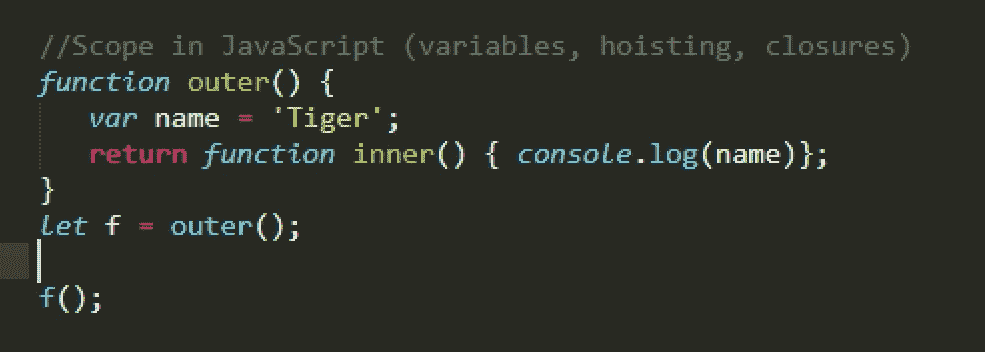 //Scope in JavaScript (variables, hoisting, closures)
function outer() {
   var name = 'Tiger';
   return function inner() { console.log(name)};
}
let f = outer();
f();